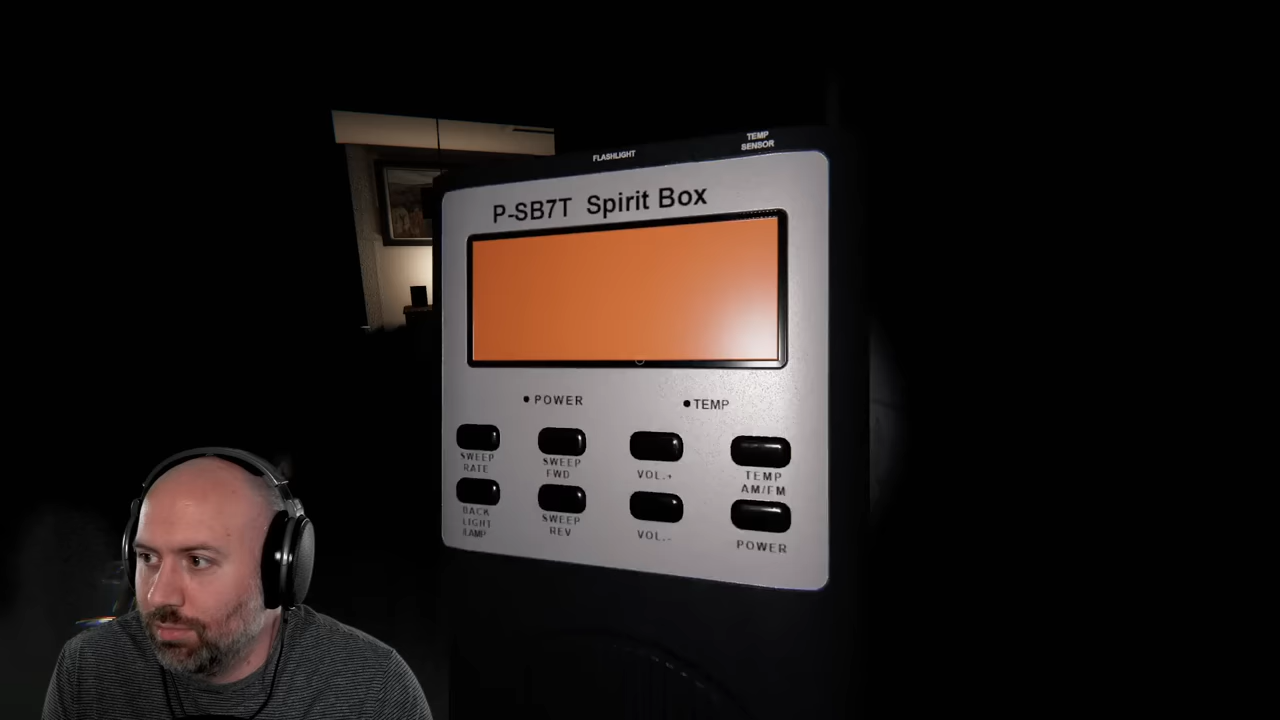 FLASHLIGHT
TEMP
SENSOR
P-SB7T Spirit Box
POWER
TEMP
SWEEP
RATE
SWEEP
FWD
VOL.+
TEMP
AM/FM
BACK
LIGHT
/LAMP
SWEEP
REV
VOL.-
POWER